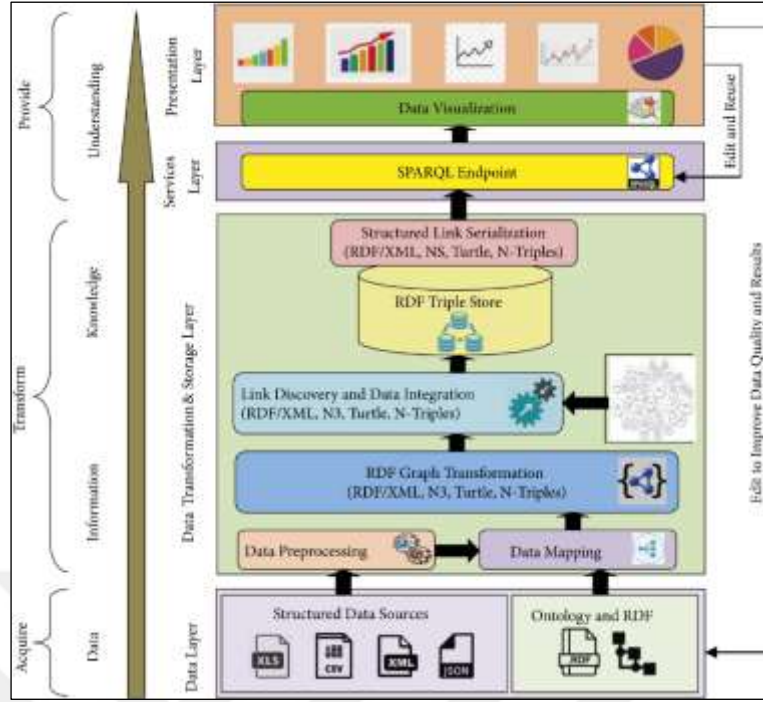 Provide
Understanding
Presentation
Layer
Data Visualization
Edit and Reuse
Services
Layer
SPARQL Endpoint
SPARQL
Transform
Knowledge
Information
Data Transformation & Storage Layer
Structured Link Serialization
(RDF/XML, NS, Turtle, N-Triples)
RDF Triple Store
Link Discovery and Data Integration
(RDF/XML, N3, Turtle, N-Triples)
RDF Graph Transformation
(RDF/XML, N3, Turtle, N-Triples)
Data Preprocessing
Data Mapping
Edit to Improve Data Quality and Results
Acquire
Data
Data Layer
Structured Data Sources
XLS
CSV
XML
JSON
Ontology and RDF
RDF